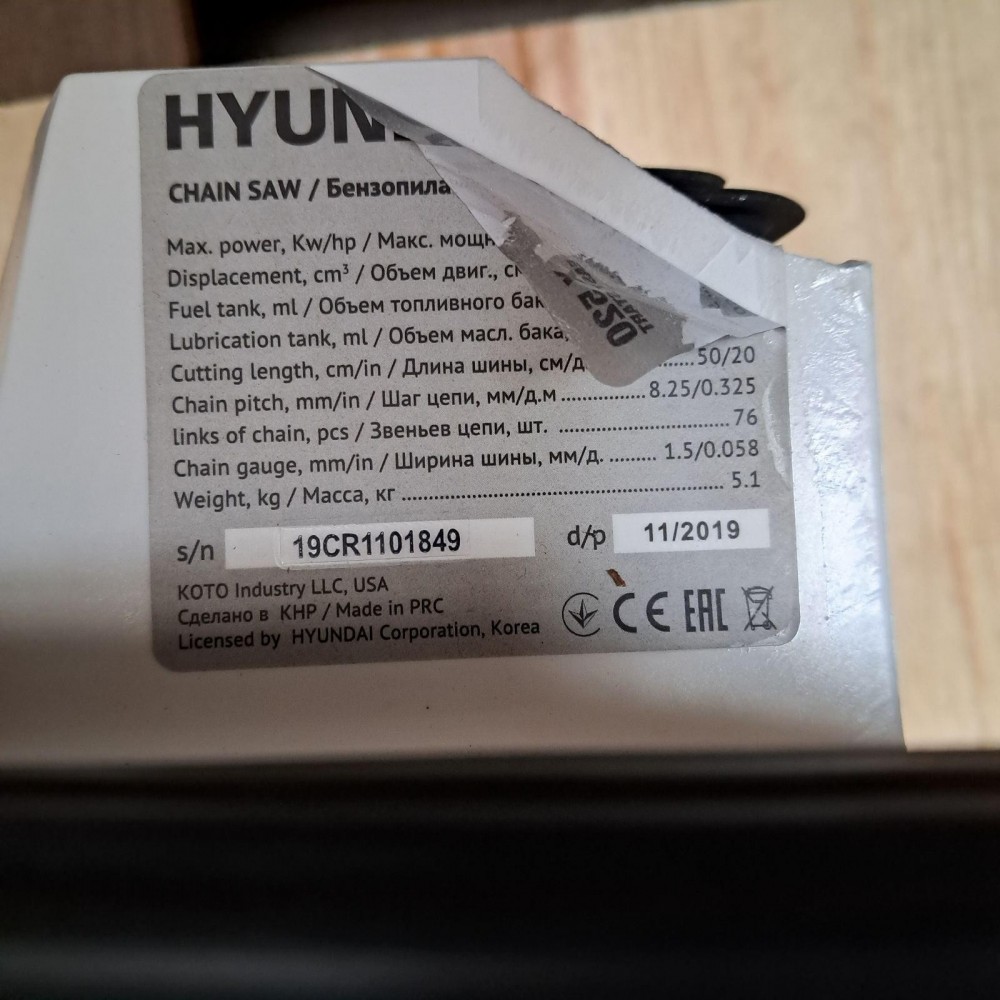 HYUN
CHAIN SAW / Бензопила
Max. power, Kw/hp / Макс. мощн
Displacement, cm³ / Объем двиг., см
Fuel tank, ml / Объем топливного бак
Lubrication tank, ml / Объем масл. бака,
Cutting length, cm/in / Длина шины, см/д ......50/20
Chain pitch, mm/in / Шаг цепи, мм/д.м ................8.25/0.325
links of chain, pcs / Звеньев цепи, шт. ................................76
Chain gauge, mm/in / Ширина шины, мм/д. ......... 1.5/0.058
Weight, kg / Масса, кг ............................................................ 5.1
s/n 19CR1101849 d/p 11/2019
KOTO Industry LLC, USA
Сделано в КНР / Made in PRC
Licensed by HYUNDAI Corporation, Korea
CE EAC